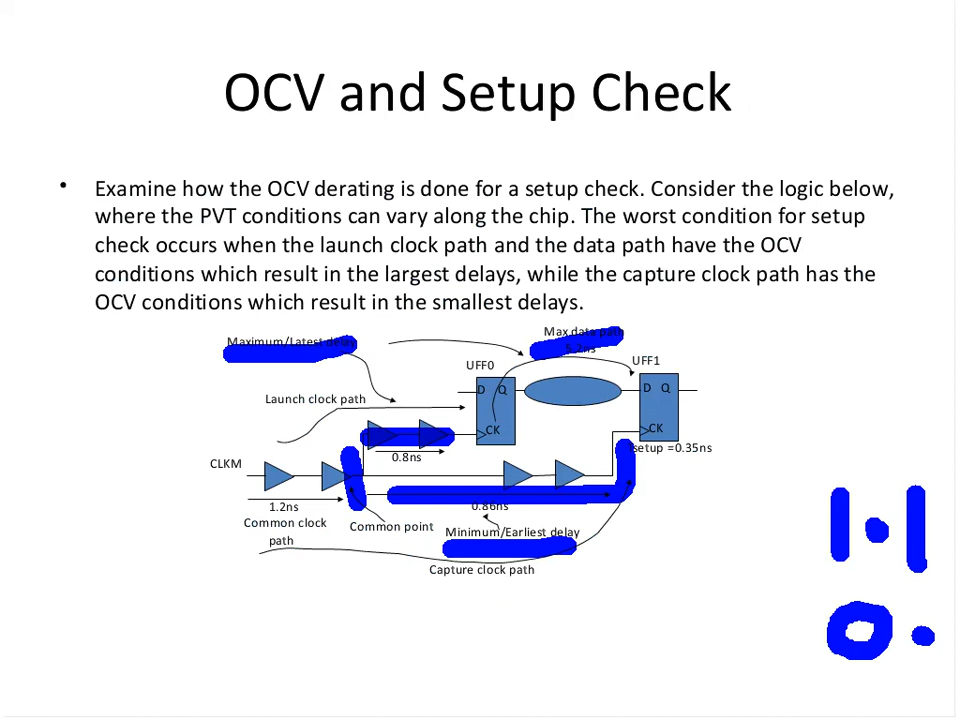 OCV and Setup Check
• Examine how the OCV derating is done for a setup check. Consider the logic below,
where the PVT conditions can vary along the chip. The worst condition for setup
check occurs when the launch clock path and the data path have the OCV
conditions which result in the largest delays, while the capture clock path has the
OCV conditions which result in the smallest delays.
Maximum/Latest delay
Max data path
5.2ns
UFF0
UFF1
D Q
D Q
Launch clock path
CK
CK
setup =0.35ns
0.8ns
CLKM
1.2ns
0.86ns
Common clock
path
Common point
Minimum/Earliest delay
Capture clock path
1.1
0.